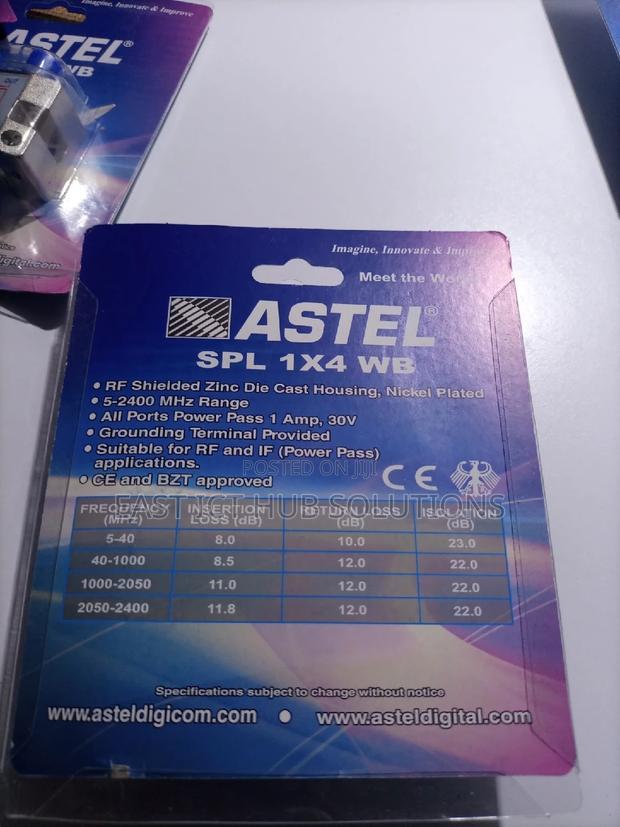 Imagine, Innovate & Improve
ASTEL®
WB
OUT
Imagine, Innovate &
Meet the
ASTEL®
SPL 1X4 WB
• RF Shielded Zinc Die Cast Housing, Nickel Plated
• 5-2400 MHz Range
• All Ports Power Pass 1 Amp, 30V
• Grounding Terminal Provided
• Suitable for RF and IF (Power Pass)
applications.
• CE and BZT approved
CE
POSTED ON JIJI
EAST ICT HUB SOLUTIONS
FREQUENCY (MHz) INSERTION LOSS (dB) RETURN LOSS (dB) ISOLATION (dB)
5-40 8.0 10.0 23.0
40-1000 8.5 12.0 22.0
1000-2050 11.0 12.0 22.0
2050-2400 11.8 12.0 22.0
Specifications subject to change without notice
www.asteldigicom.com • www.asteldigital.com